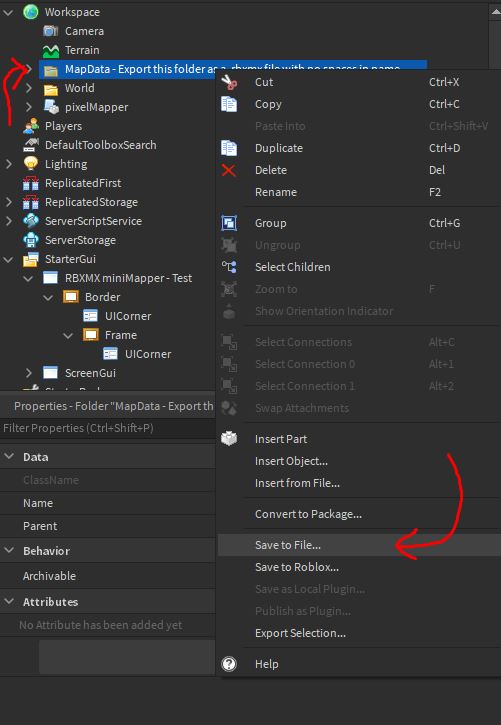 Workspace
Camera
Terrain
MapData - Export this folder as a .rbxmx file with no spaces in name
World
pixelMapper
Players
DefaultToolboxSearch
Lighting
ReplicatedFirst
ReplicatedStorage
ServerScriptService
ServerStorage
StarterGui
RBXMX miniMapper - Test
Border
UICorner
Frame
UICorner
ScreenGui
Properties - Folder "MapData - Export th
Filter Properties (Ctrl+Shift+P)
Data
ClassName
Name
Parent
Behavior
Archivable
Attributes
No Attribute has been added yet
Cut Ctrl+X
Copy Ctrl+C
Paste Into Ctrl+Shift+V
Duplicate Ctrl+D
Delete Del
Rename F2
Group Ctrl+G
Ungroup Ctrl+U
Select Children
Zoom to F
Show Orientation Indicator
Select Connections Alt+C
Select Connection 0 Alt+1
Select Connection 1 Alt+2
Swap Attachments
Insert Part
Insert Object...
Insert from File...
Convert to Package...
Save to File...
Save to Roblox...
Save as Local Plugin...
Publish as Plugin...
Export Selection...
Help